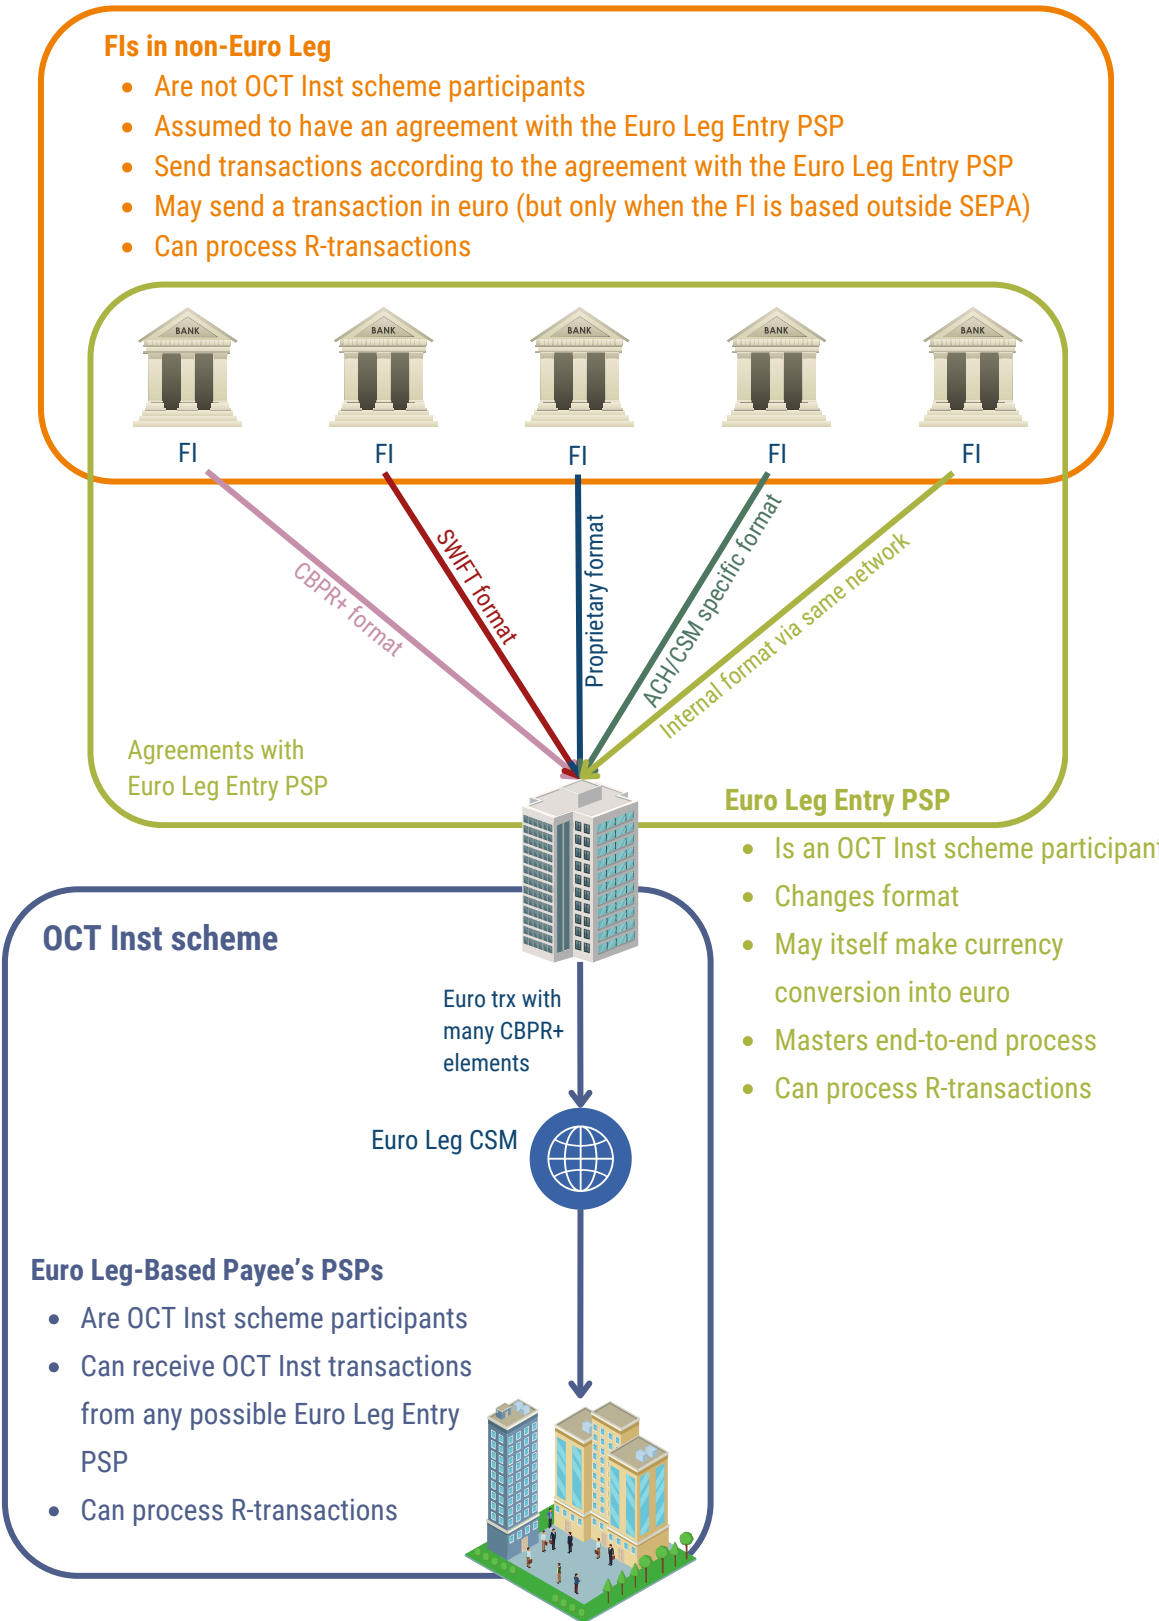 FIs in non-Euro Leg
• Are not OCT Inst scheme participants
• Assumed to have an agreement with the Euro Leg Entry PSP
• Send transactions according to the agreement with the Euro Leg Entry PSP
• May send a transaction in euro (but only when the FI is based outside SEPA)
• Can process R-transactions
BANK
BANK
BANK
BANK
BANK
FI
FI
FI
FI
FI
CBPR+ format
SWIFT format
Proprietary format
ACH/CSM specific format
Internal format via same network
Agreements with
Euro Leg Entry PSP
Euro Leg Entry PSP
• Is an OCT Inst scheme participant
• Changes format
• May itself make currency
conversion into euro
• Masters end-to-end process
• Can process R-transactions
OCT Inst scheme
Euro trx with
many CBPR+
elements
Euro Leg CSM
Euro Leg-Based Payee’s PSPs
• Are OCT Inst scheme participants
• Can receive OCT Inst transactions
from any possible Euro Leg Entry
PSP
• Can process R-transactions